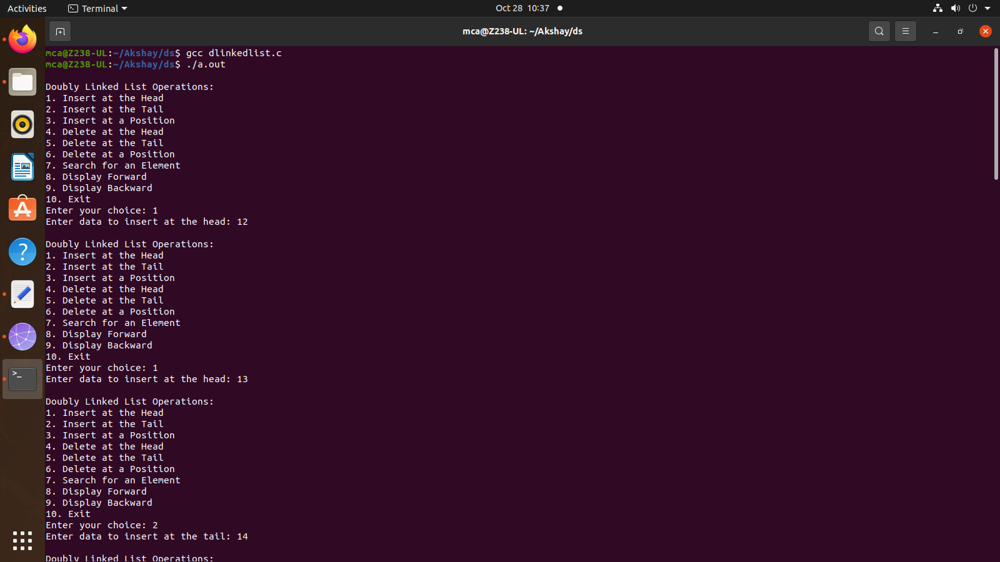 Activities
Terminal
Oct 28 10:37
mca@Z238-UL: ~/Akshay/ds
mca@Z238-UL:~/Akshay/ds$ gcc dlinkedlist.c
mca@Z238-UL:~/Akshay/ds$ ./a.out
Doubly Linked List Operations:
1. Insert at the Head
2. Insert at the Tail
3. Insert at a Position
4. Delete at the Head
5. Delete at the Tail
6. Delete at a Position
7. Search for an Element
8. Display Forward
9. Display Backward
10. Exit
Enter your choice: 1
Enter data to insert at the head: 12
Doubly Linked List Operations:
1. Insert at the Head
2. Insert at the Tail
3. Insert at a Position
4. Delete at the Head
5. Delete at the Tail
6. Delete at a Position
7. Search for an Element
8. Display Forward
9. Display Backward
10. Exit
Enter your choice: 1
Enter data to insert at the head: 13
Doubly Linked List Operations:
1. Insert at the Head
2. Insert at the Tail
3. Insert at a Position
4. Delete at the Head
5. Delete at the Tail
6. Delete at a Position
7. Search for an Element
8. Display Forward
9. Display Backward
10. Exit
Enter your choice: 2
Enter data to insert at the tail: 14
Doubly Linked List Operations: